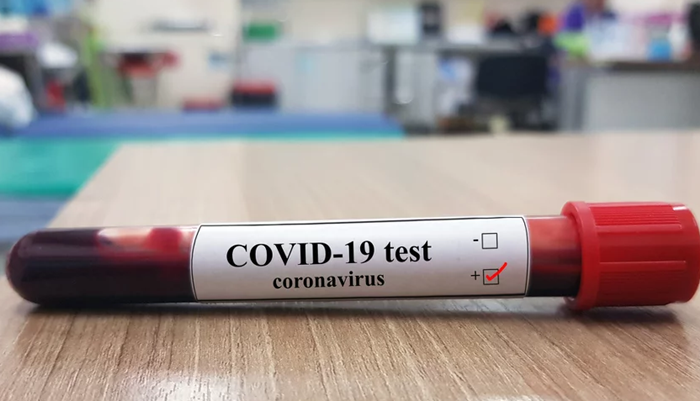 COVID-19 test
coronavirus
- ☐
+ ☑